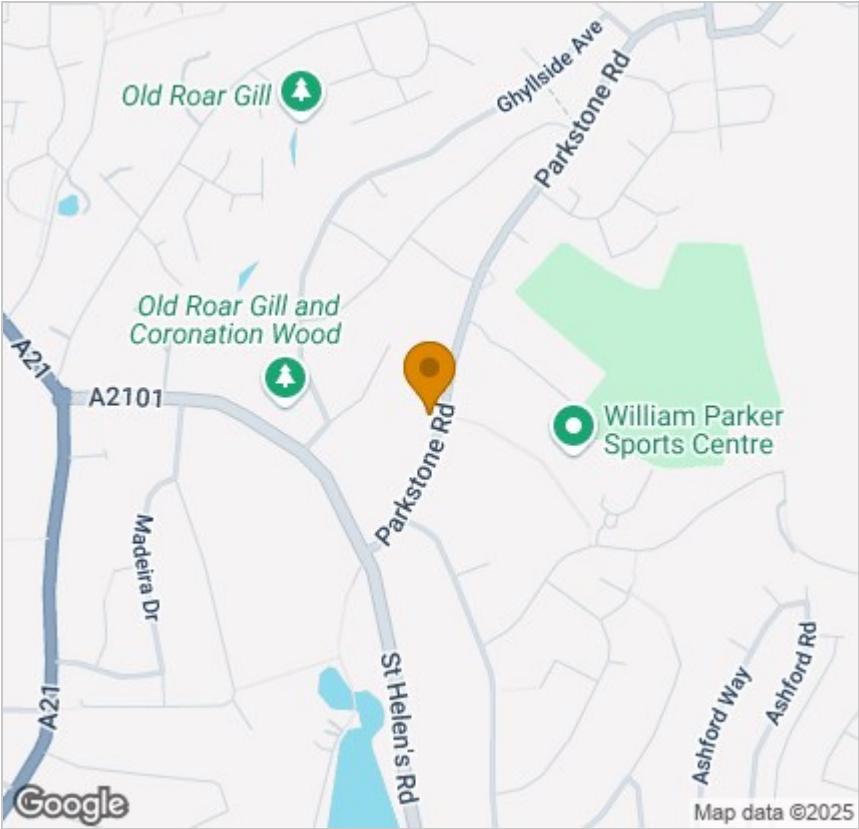 Ghyllside Ave
Parkstone Rd
Old Roar Gill
Old Roar Gill and
Coronation Wood
A21
A2101
William Parker
Sports Centre
Parkstone Rd
Madeira Dr
St Helen's Rd
Ashford Way
Ashford Rd
A21
Google
Map data ©2025